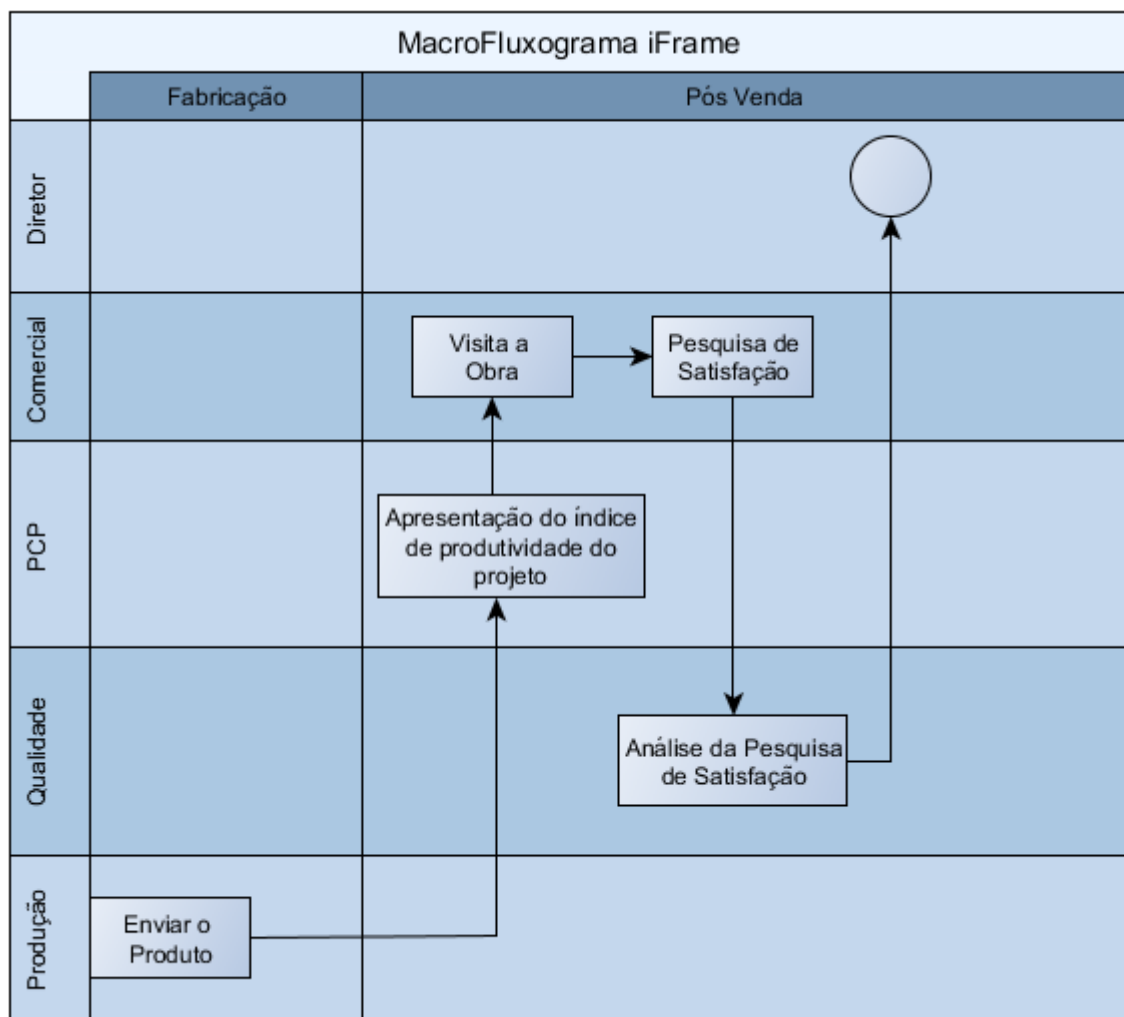 MacroFluxograma iFrame
Fabricação
Pós Venda
Diretor
Comercial
Visita a
Obra
Pesquisa de
Satisfação
PCP
Apresentação do índice
de produtividade do
projeto
Qualidade
Análise da Pesquisa
de Satisfação
Produção
Enviar o
Produto